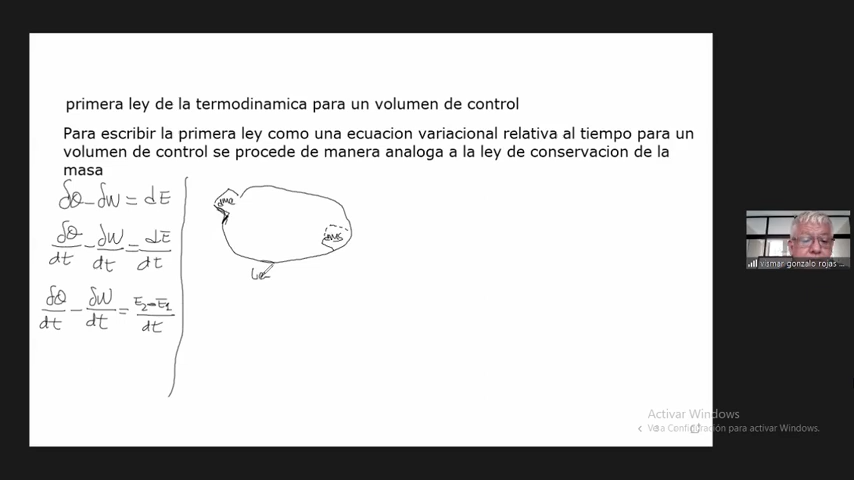 primera ley de la termodinamica para un volumen de control
Para escribir la primera ley como una ecuacion variacional relativa al tiempo para un
volumen de control se procede de manera analoga a la ley de conservacion de la
masa
δQ - δW = dE
δQ/dt - δW/dt = dE/dt
δQ/dt - δW/dt = E2 - E1/dt
dme
dms
Activar Windows
Ve a Configuración para activar Windows.
vismar gonzalo rojas ...